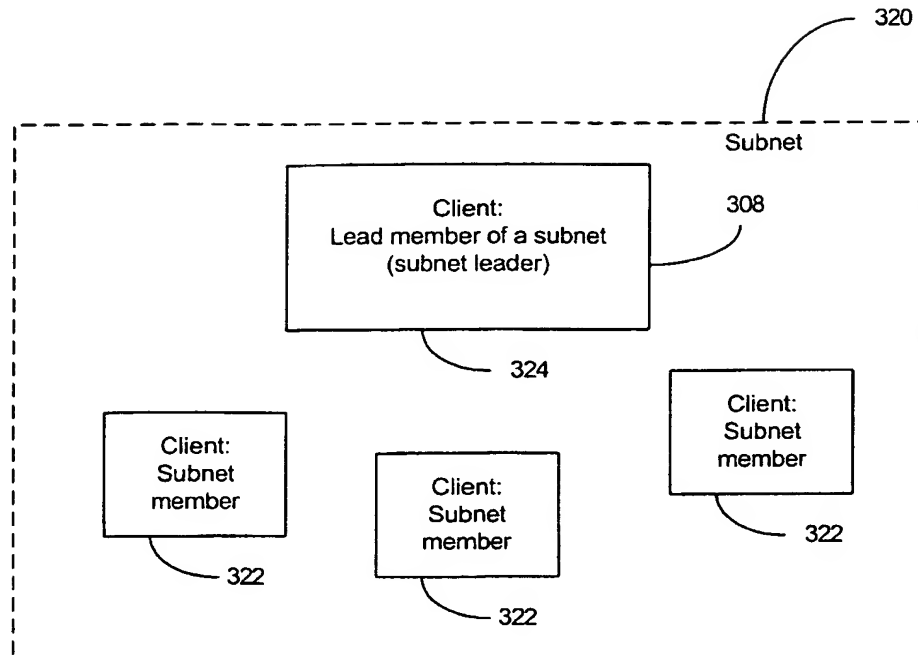 320
Subnet
308
Client:
Lead member of a subnet
(subnet leader)
324
Client:
Subnet
member
322
Client:
Subnet
member
322
Client:
Subnet
member
322